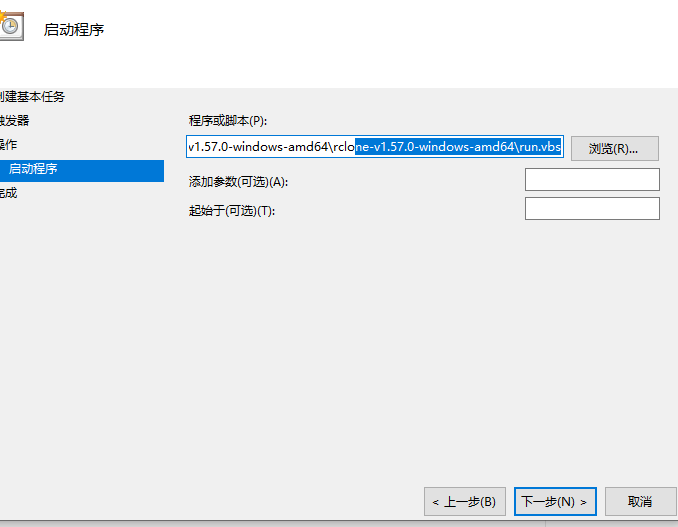 启动程序
创建基本任务
触发器
操作
启动程序
完成
程序或脚本(P):
v1.57.0-windows-amd64\rclone-v1.57.0-windows-amd64\run.vbs
浏览(R)...
添加参数(可选)(A):
起始于(可选)(T):
< 上一步(B)
下一步(N) >
取消